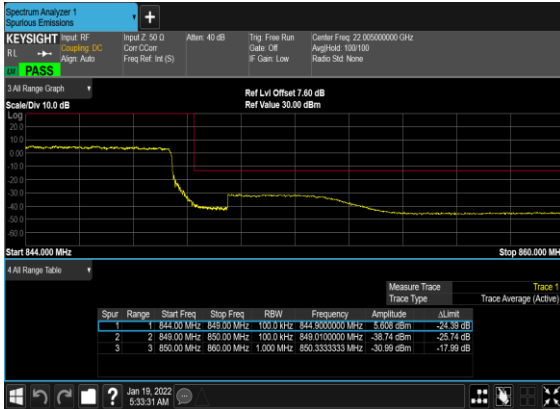 Spectrum Analyzer 1
Spurious Emissions
KEYSIGHT Input: RF Input Z: 50 Ω Atten: 40 dB Trig: Free Run Center Freq: 22.005000000 GHz
RL Coupling: DC Corr CCorr Gate: Off Avg|Hold: 100/100
Align: Auto Freq Ref: Int (S) IF Gain: Low Radio Std: None
PASS
3 All Range Graph
Ref Lvl Offset 7.60 dB
Scale/Div 10.0 dB Ref Value 30.00 dBm
Log
20.0
10.0
0.00
-10.0
-20.0
-30.0
-40.0
-50.0
-60.0
Start 844.000 MHz Stop 860.000 MH
4 All Range Table
Measure Trace Trace 1
Trace Type Trace Average (Active)
Spur Range Start Freq Stop Freq RBW Frequency Amplitude ΔLimit
1 1 844.00 MHz 849.00 MHz 100.0 kHz 844.9000000 MHz 5.608 dBm -24.39 dB
2 2 849.00 MHz 850.00 MHz 100.0 kHz 849.0100000 MHz -38.74 dBm -25.74 dB
3 3 850.00 MHz 860.00 MHz 1.000 MHz 850.3333333 MHz -30.99 dBm -17.99 dB
Jan 19, 2022
5:33:31 AM